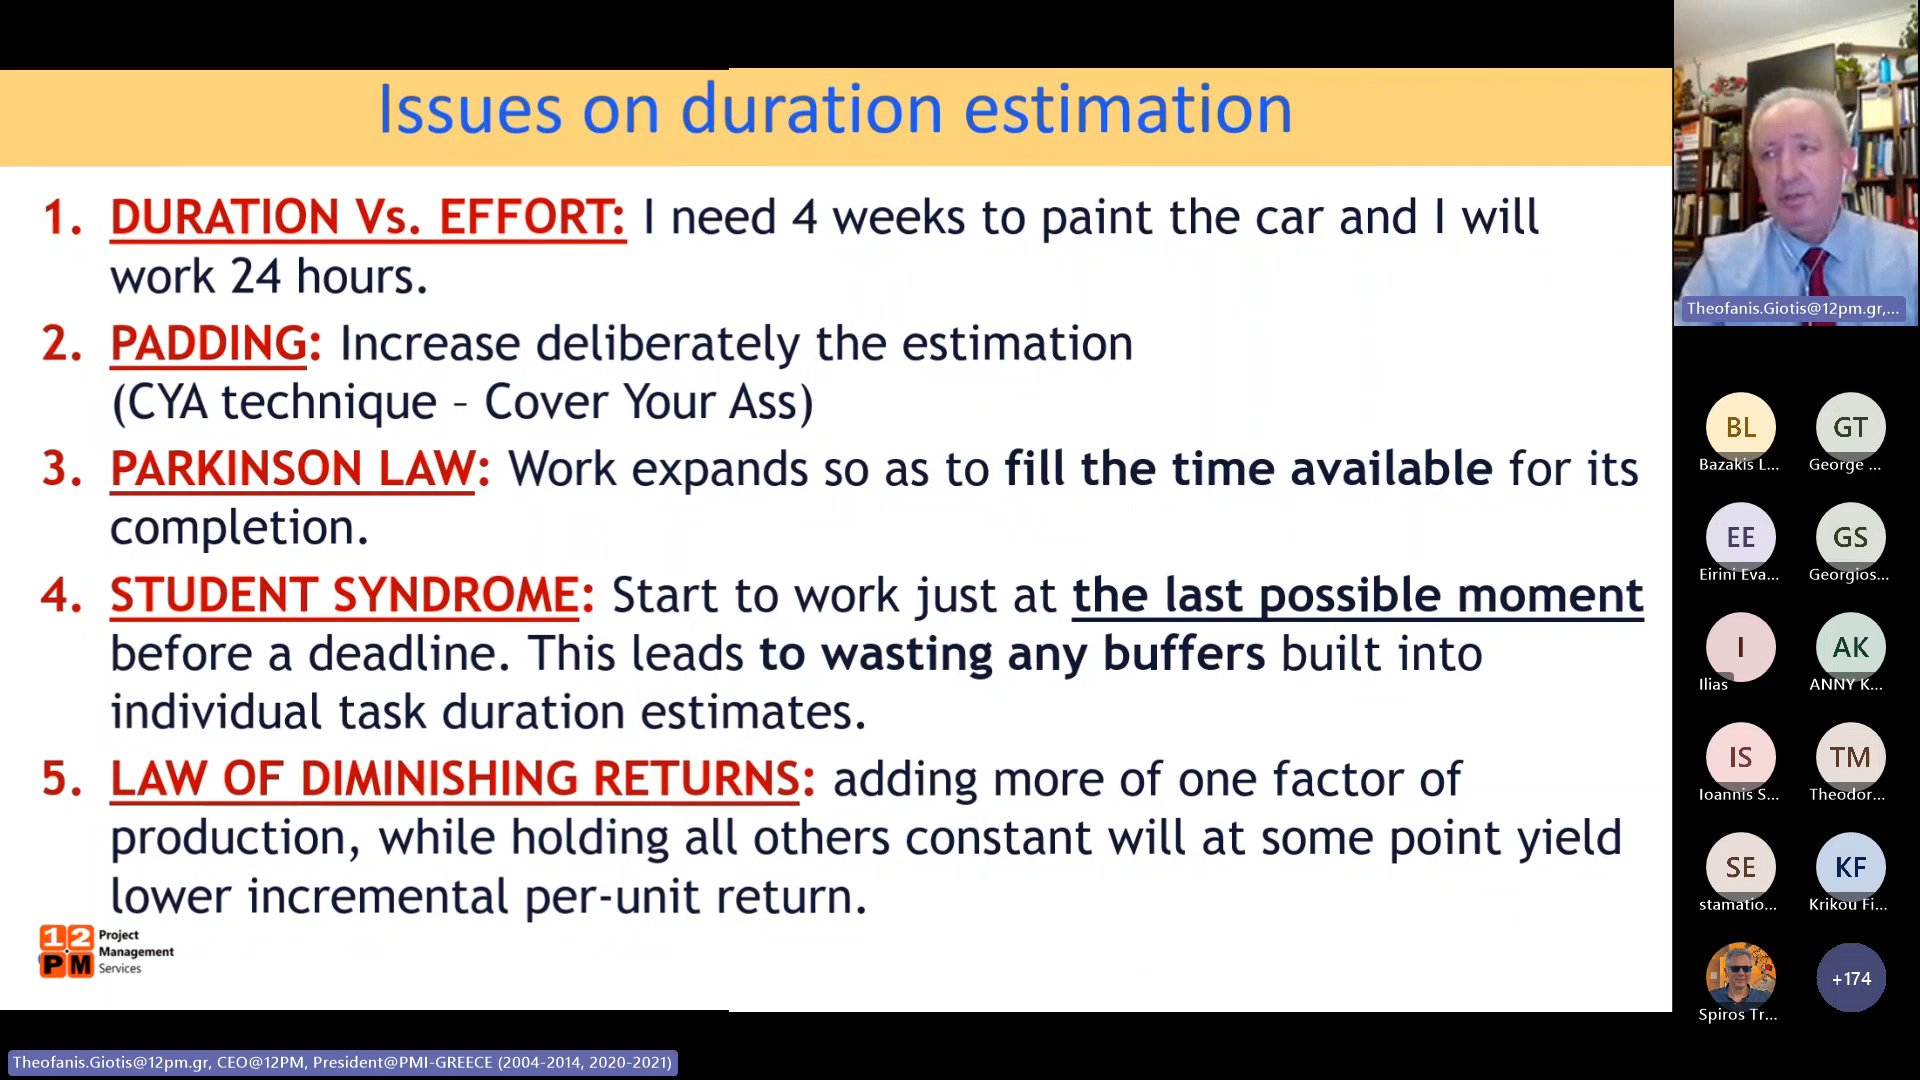 Issues on duration estimation
1. DURATION Vs. EFFORT: I need 4 weeks to paint the car and I will
work 24 hours.
2. PADDING: Increase deliberately the estimation
(CYA technique – Cover Your Ass)
3. PARKINSON LAW: Work expands so as to fill the time available for its
completion.
4. STUDENT SYNDROME: Start to work just at the last possible moment
before a deadline. This leads to wasting any buffers built into
individual task duration estimates.
5. LAW OF DIMINISHING RETURNS: adding more of one factor of
production, while holding all others constant will at some point yield
lower incremental per-unit return.
12 PM
Project
Management
Services
Theofanis.Giotis@12pm.gr, CEO@12PM, President@PMI-GREECE (2004-2014, 2020-2021)
Theofanis.Giotis@12pm.gr,...
BL GT
Bazakis L... George ...
EE GS
Eirini Eva... Georgios...
I AK
Ilias ANNY K...
IS TM
Ioannis S... Theodor...
SE KF
stamatio... Krikou Fi...
+174
Spiros Tr...